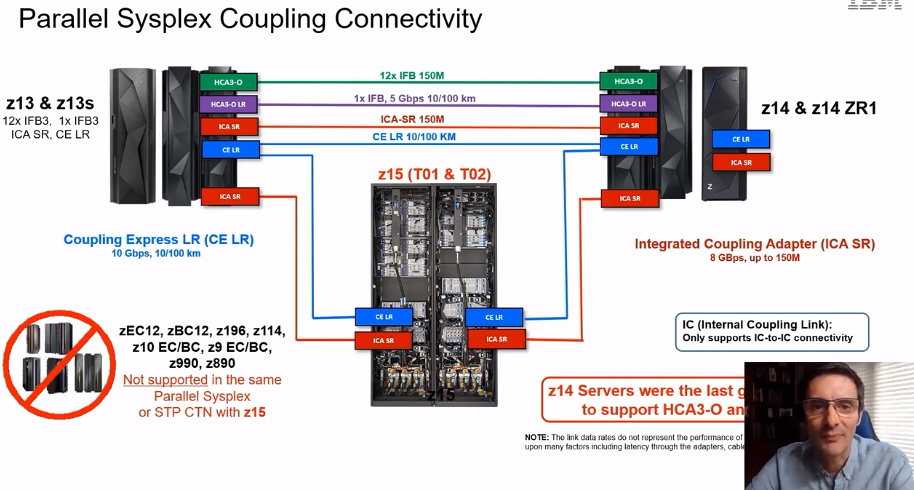 Parallel Sysplex Coupling Connectivity
IBM
z13 & z13s
12x IFB3, 1x IFB3
ICA SR, CE LR
HCA3-O
HCA3-O LR
ICA SR
CE LR
ICA SR
12x IFB 150M
1x IFB, 5 Gbps 10/100 km
ICA-SR 150M
CE LR 10/100 KM
HCA3-O
HCA3-O LR
ICA SR
CE LR
ICA SR
z14 & z14 ZR1
CE LR
ICA SR
Z
z15 (T01 & T02)
Coupling Express LR (CE LR)
10 Gbps, 10/100 km
Integrated Coupling Adapter (ICA SR)
8 GBps, up to 150M
CE LR
ICA SR
CE LR
ICA SR
z15
zEC12, zBC12, z196, z114,
z10 EC/BC, z9 EC/BC,
z990, z890
Not supported in the same
Parallel Sysplex
or STP CTN with z15
IC (Internal Coupling Link):
Only supports IC-to-IC connectivity
z14 Servers were the last
to support HCA3-O
NOTE: The link data rates do not represent the performance of
upon many factors including latency through the adapters,